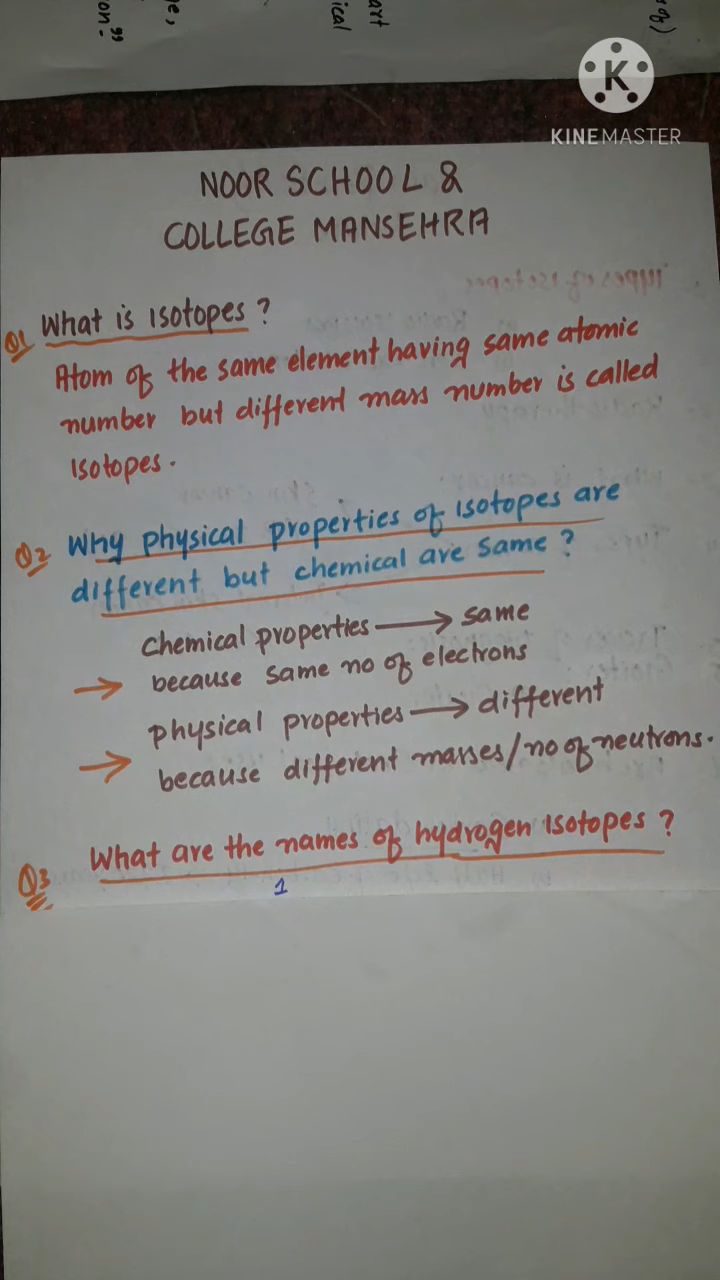 art
ical
on"
KINEMASTER
NOOR SCHOOL &
COLLEGE MANSEHRA
Q1 What is isotopes ?
Atom of the same element having same atomic
number but different mass number is called
isotopes.
Q2 Why physical properties of isotopes are
different but chemical are same ?
chemical properties → same
→ because same no of electrons
physical properties → different
→ because different masses/no of neutrons.
Q3 What are the names of hydrogen isotopes ?
1